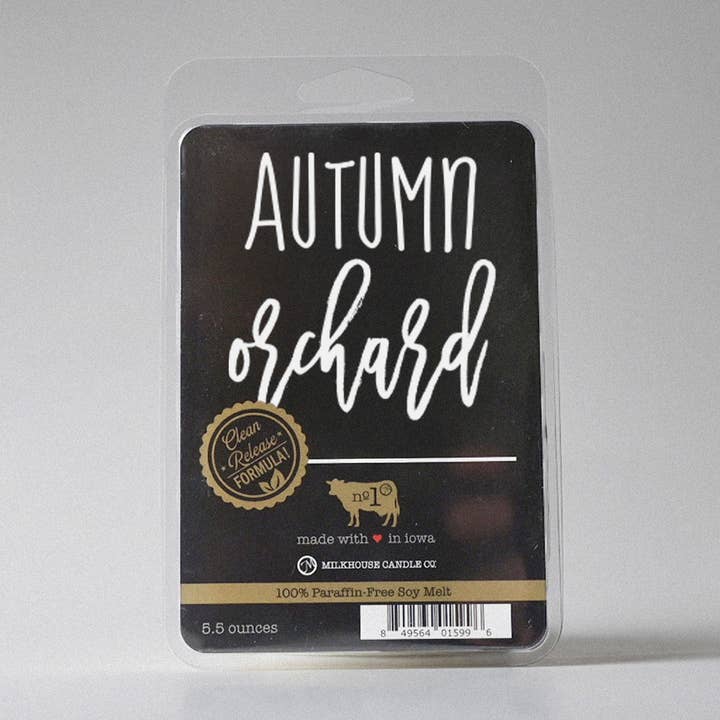 AUTUMN
orchard
Clean
Release
FORMULA!
nº1
made with ♥ in iowa
MILKHOUSE CANDLE CO.
100% Paraffin-Free Soy Melt
5.5 ounces
8 49564 01599 6